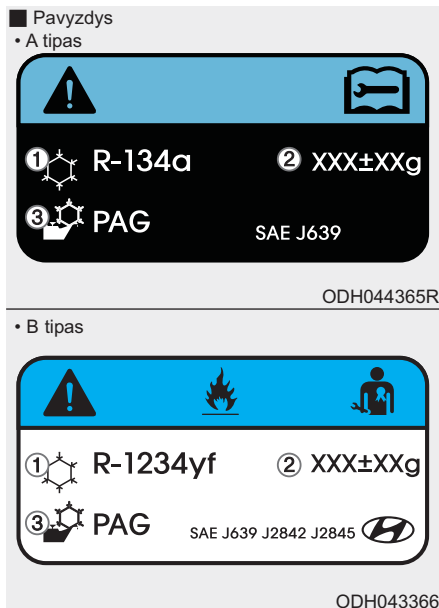 ■ Pavyzdys
• A tipas
① R-134a ② XXX±XXg
③ PAG SAE J639
ODH044365R
• B tipas
① R-1234yf ② XXX±XXg
③ PAG SAE J639 J2842 J2845
ODH043366